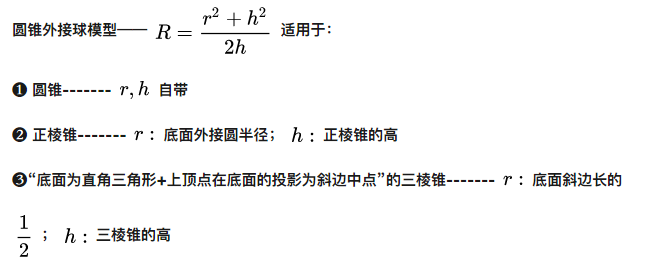 圆锥外接球模型—— $R=\dfrac{r^2+h^2}{2h}$ 适用于：
❶ 圆锥------- $r,h$ 自带
❷ 正棱锥------- $r$：底面外接圆半径； $h$：正棱锥的高
❸“底面为直角三角形+上顶点在底面的投影为斜边中点”的三棱锥------- $r$：底面斜边长的
$\dfrac{1}{2}$； $h$：三棱锥的高